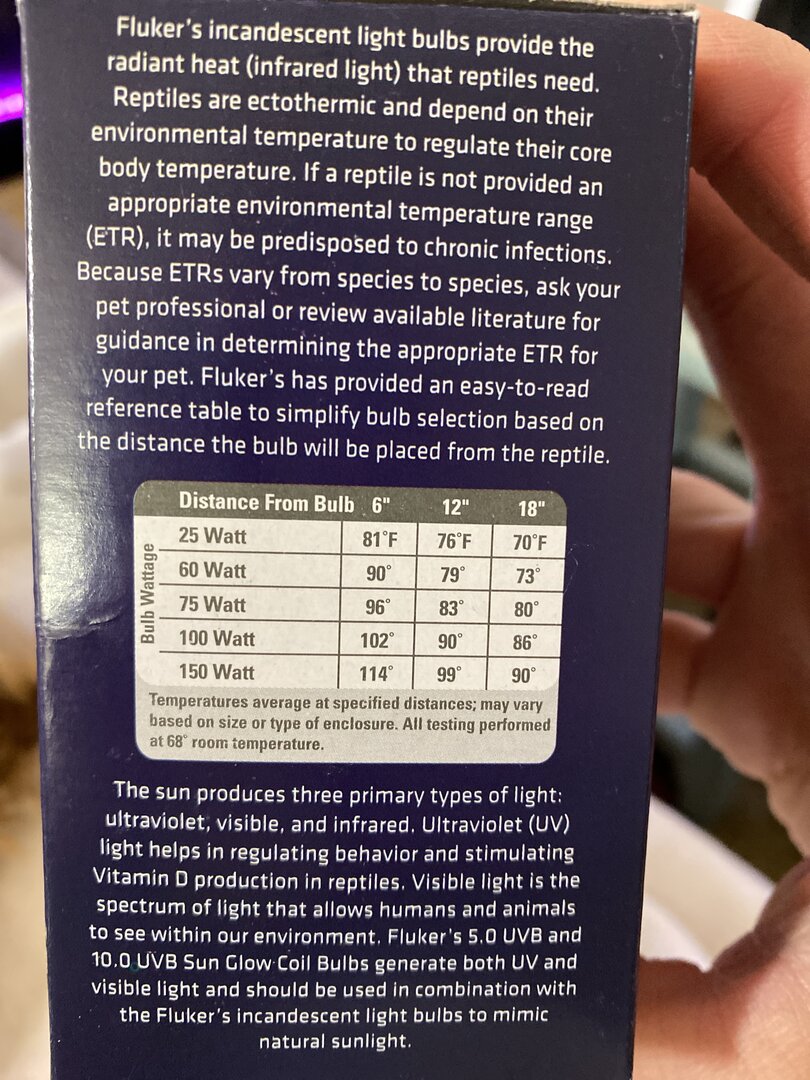 Fluker's incandescent light bulbs provide the
radiant heat (infrared light) that reptiles need.
Reptiles are ectothermic and depend on their
environmental temperature to regulate their core
body temperature. If a reptile is not provided an
appropriate environmental temperature range
(ETR), it may be predisposed to chronic infections.
Because ETRs vary from species to species, ask your
pet professional or review available literature for
guidance in determining the appropriate ETR for
your pet. Fluker's has provided an easy-to-read
reference table to simplify bulb selection based on
the distance the bulb will be placed from the reptile.
Distance From Bulb 6" 12" 18"
Bulb Wattage
25 Watt 81°F 76°F 70°F
60 Watt 90° 79° 73°
75 Watt 96° 83° 80°
100 Watt 102° 90° 86°
150 Watt 114° 99° 90°
Temperatures average at specified distances; may vary
based on size or type of enclosure. All testing performed
at 68° room temperature.
The sun produces three primary types of light:
ultraviolet, visible, and infrared. Ultraviolet (UV)
light helps in regulating behavior and stimulating
Vitamin D production in reptiles. Visible light is the
spectrum of light that allows humans and animals
to see within our environment. Fluker's 5.0 UVB and
10.0 UVB Sun Glow Coil Bulbs generate both UV and
visible light and should be used in combination with
the Fluker's incandescent light bulbs to mimic
natural sunlight.